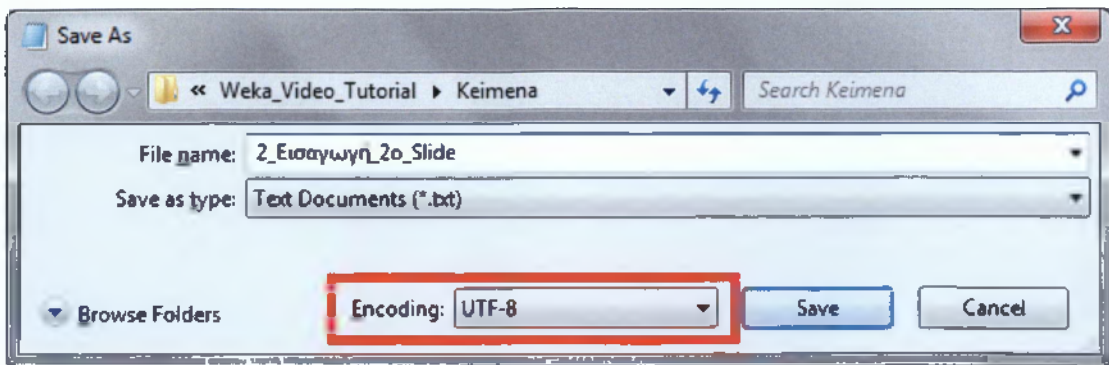 Save As
« Weka_Video_Tutorial ▸ Keimena Search Keimena
File name: 2_Εισαγωγη_2ο_Slide
Save as type: Text Documents (*.txt)
Browse Folders Encoding: UTF-8 Save Cancel